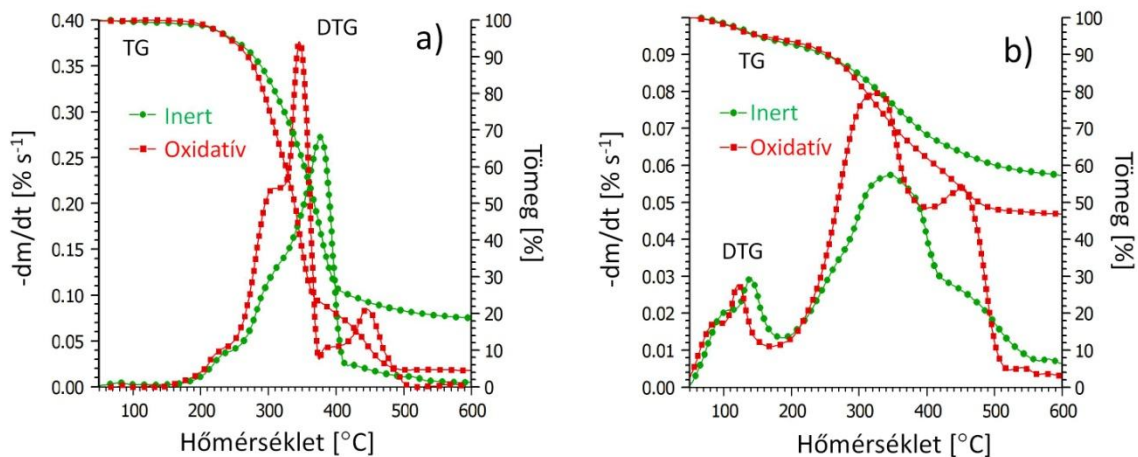 a)
DTG
TG
Inert
Oxidatív
-dm/dt [% s⁻¹]
0.40
0.35
0.30
0.25
0.20
0.15
0.10
0.05
0.00
100
90
80
70
60
50
40
30
20
10
0
Tömeg [%]
100 200 300 400 500 600
Hőmérséklet [°C]
b)
TG
Inert
Oxidatív
DTG
-dm/dt [% s⁻¹]
0.09
0.08
0.07
0.06
0.05
0.04
0.03
0.02
0.01
0.00
100
90
80
70
60
50
40
30
20
10
0
Tömeg [%]
100 200 300 400 500 600
Hőmérséklet [°C]